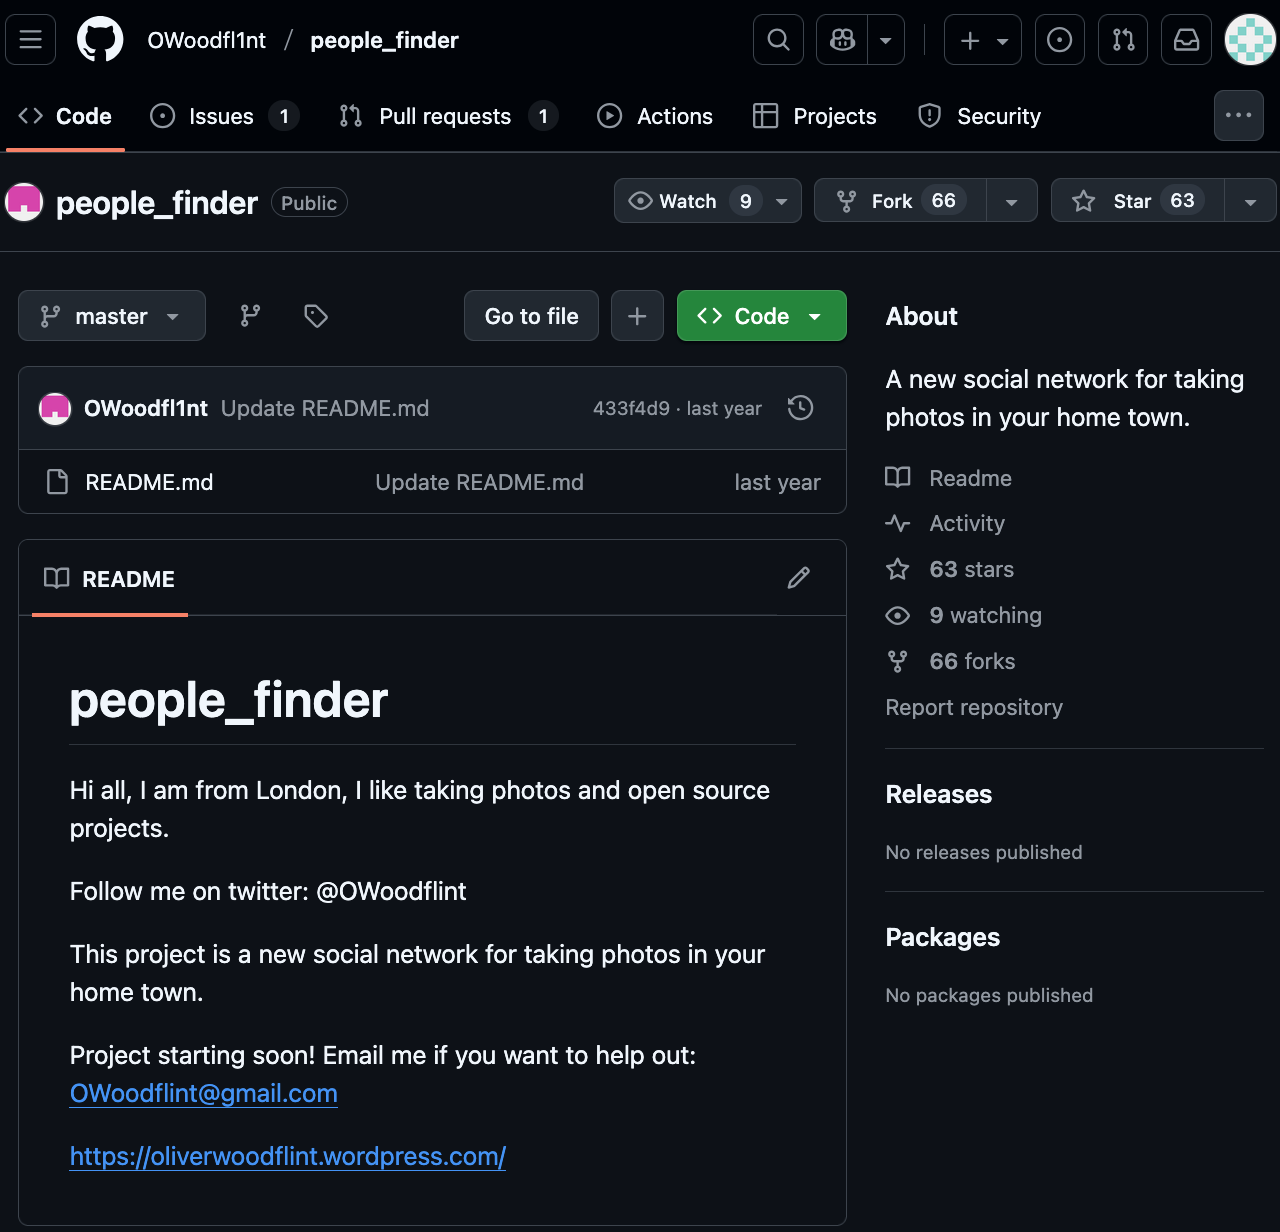 OWoodfl1nt / people_finder
Code Issues 1 Pull requests 1 Actions Projects Security
people_finder Public Watch 9 Fork 66 Star 63
master Go to file Code
OWoodfl1nt Update README.md 433f4d9 · last year
README.md Update README.md last year
README
people_finder
Hi all, I am from London, I like taking photos and open source
projects.
Follow me on twitter: @OWoodflint
This project is a new social network for taking photos in your
home town.
Project starting soon! Email me if you want to help out:
OWoodflint@gmail.com
https://oliverwoodflint.wordpress.com/
About
A new social network for taking
photos in your home town.
Readme
Activity
63 stars
9 watching
66 forks
Report repository
Releases
No releases published
Packages
No packages published